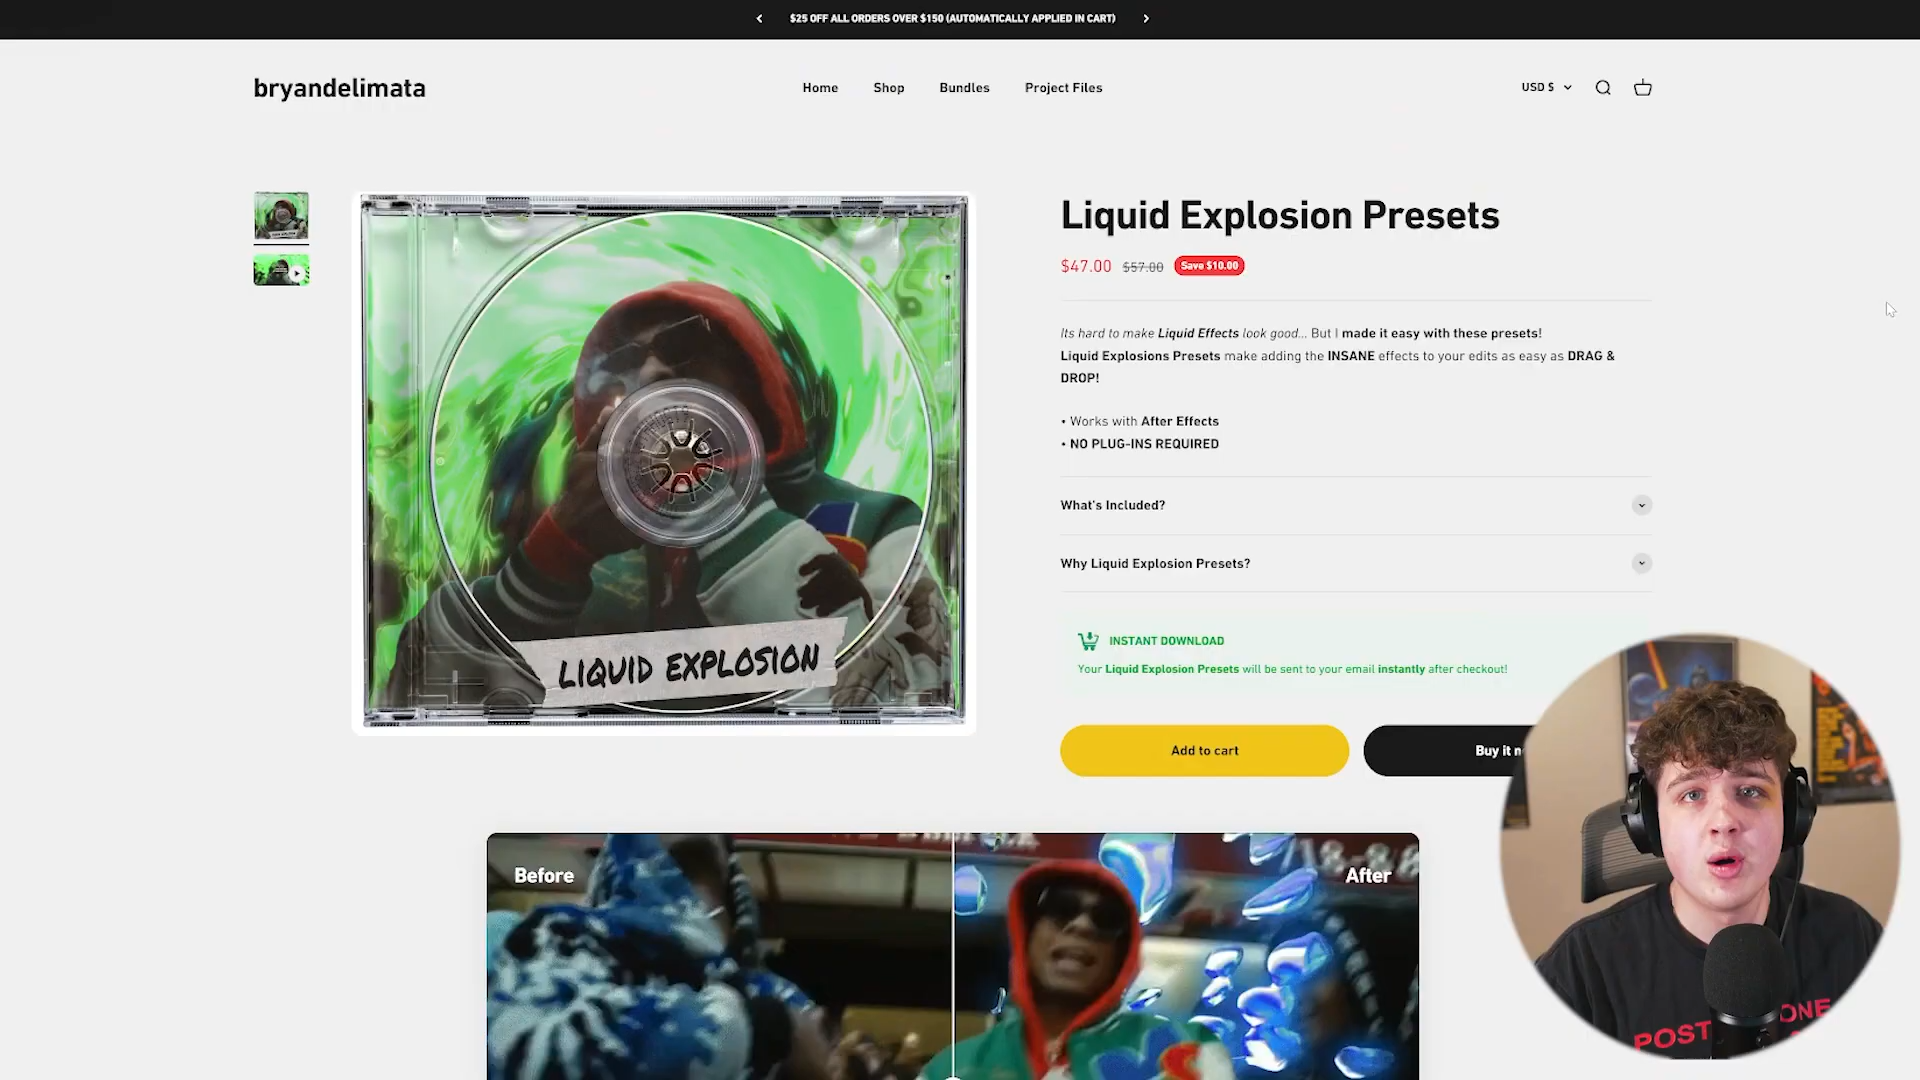 $25 OFF ALL ORDERS OVER $150 (AUTOMATICALLY APPLIED IN CART)
bryandelimata
Home
Shop
Bundles
Project Files
USD $
Liquid Explosion Presets
$47.00 $57.00 Save $10.00
Its hard to make Liquid Effects look good... But I made it easy with these presets!
Liquid Explosions Presets make adding the INSANE effects to your edits as easy as DRAG &
DROP!
• Works with After Effects
• NO PLUG-INS REQUIRED
What's Included?
Why Liquid Explosion Presets?
INSTANT DOWNLOAD
Your Liquid Explosion Presets will be sent to your email instantly after checkout!
Add to cart
Buy it n
LIQUID EXPLOSION
Before
After
POST
ONE